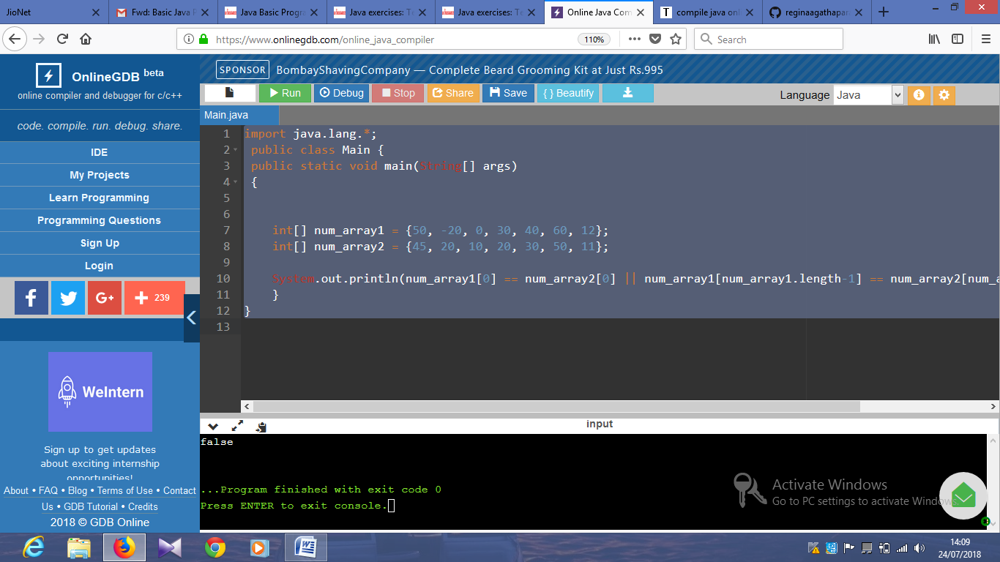 JioNet
Fwd: Basic Java P
Java Basic Progra
Java exercises: Te
Java exercises: Te
Online Java Com
compile java onl
reginaagathapar
https://www.onlinegdb.com/online_java_compiler
110%
Search
OnlineGDB beta
online compiler and debugger for c/c++
code. compile. run. debug. share.
IDE
My Projects
Learn Programming
Programming Questions
Sign Up
Login
239
WeIntern
Sign up to get updates
about exciting internship
opportunities!
About • FAQ • Blog • Terms of Use • Contact
Us • GDB Tutorial • Credits
2018 © GDB Online
SPONSOR BombayShavingCompany — Complete Beard Grooming Kit at Just Rs.995
Run Debug Stop Share Save { } Beautify
Language Java
Main.java
1 import java.lang.*;
2 public class Main {
3 public static void main(String[] args)
4 {
5
6
7 int[] num_array1 = {50, -20, 0, 30, 40, 60, 12};
8 int[] num_array2 = {45, 20, 10, 20, 30, 50, 11};
9
10 System.out.println(num_array1[0] == num_array2[0] || num_array1[num_array1.length-1] == num_array2[num_a
11 }
12 }
13
input
false
...Program finished with exit code 0
Press ENTER to exit console.
Activate Windows
Go to PC settings to activate Windows.
14:09
24/07/2018